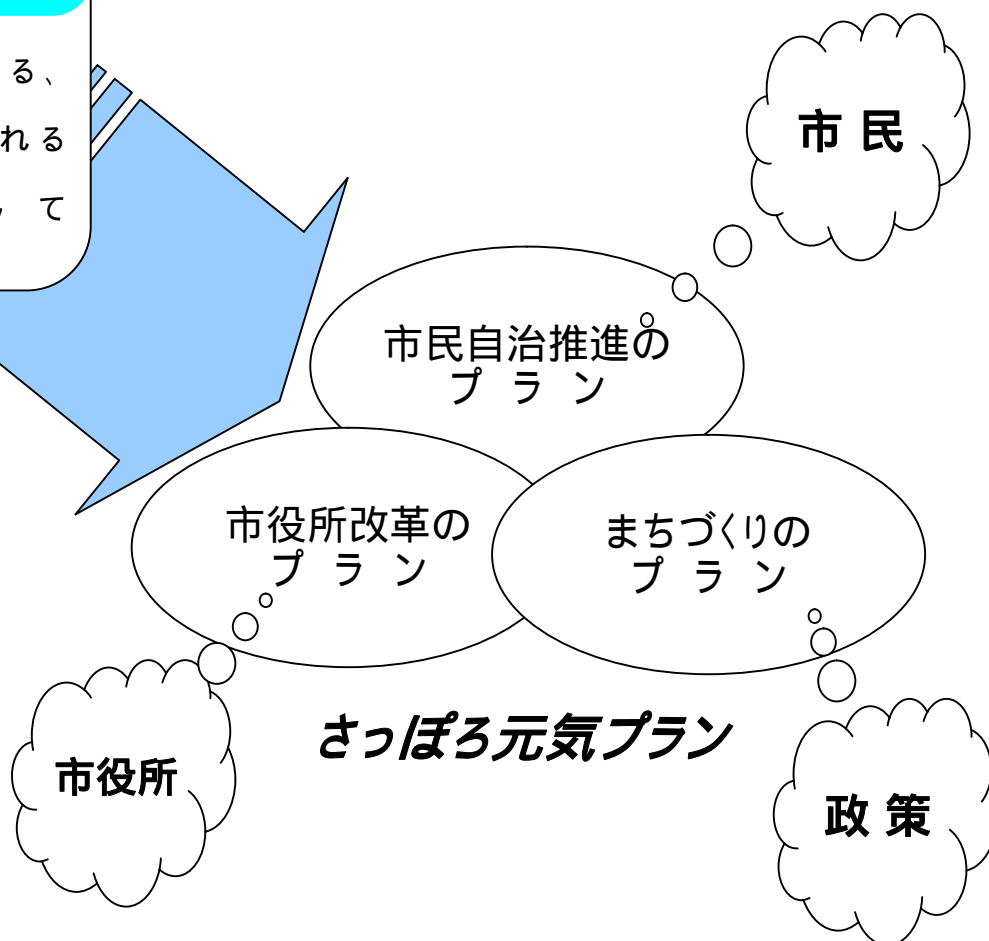 る、
れる
て
市民
市民自治推進の
プラン
市役所改革の
プラン
まちづくりの
プラン
さっぽろ元気プラン
市役所
政策